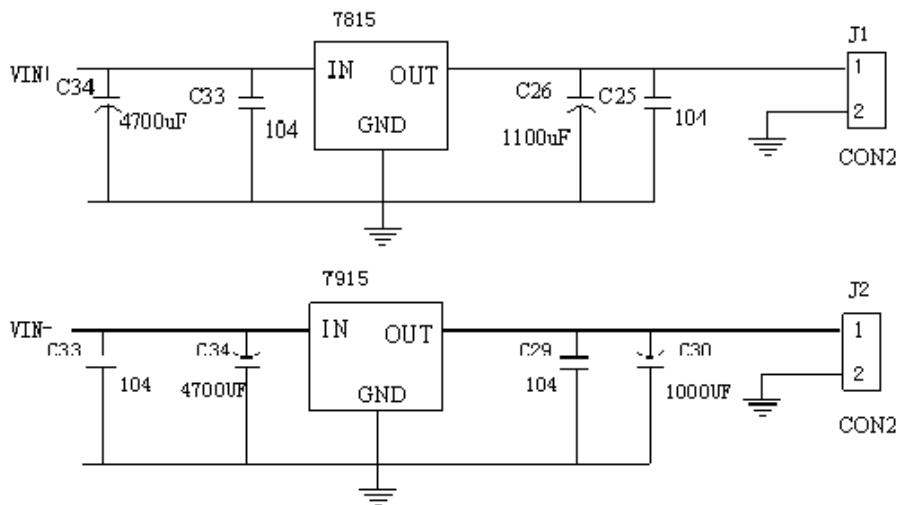 7815
J1
VIN+
C34
4700uF
C33
104
IN
OUT
GND
C26
1100uF
C25
104
1
2
CON2
7915
J2
VIN-
C33
104
C34
4700UF
IN
OUT
GND
C29
104
C30
1000UF
1
2
CON2